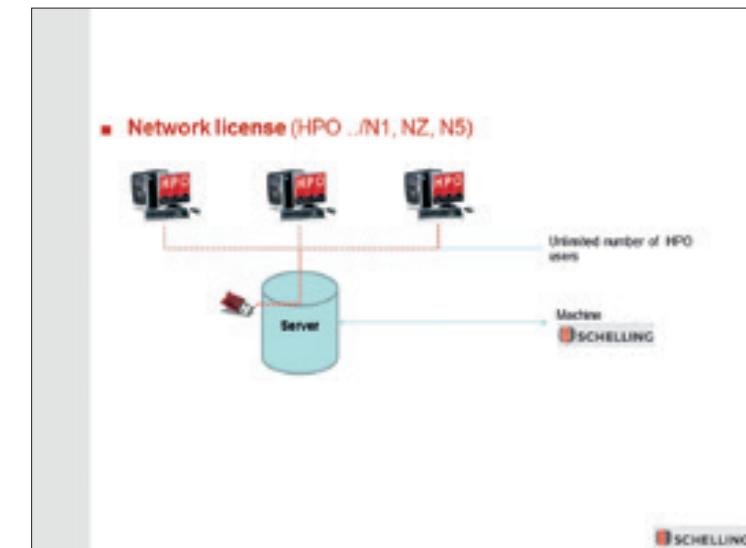 Network license (HPO ../N1, NZ, N5)
HPO HPO HPO
Unlimited number of HPO
users
Server
Machine
SCHELLING
SCHELLING